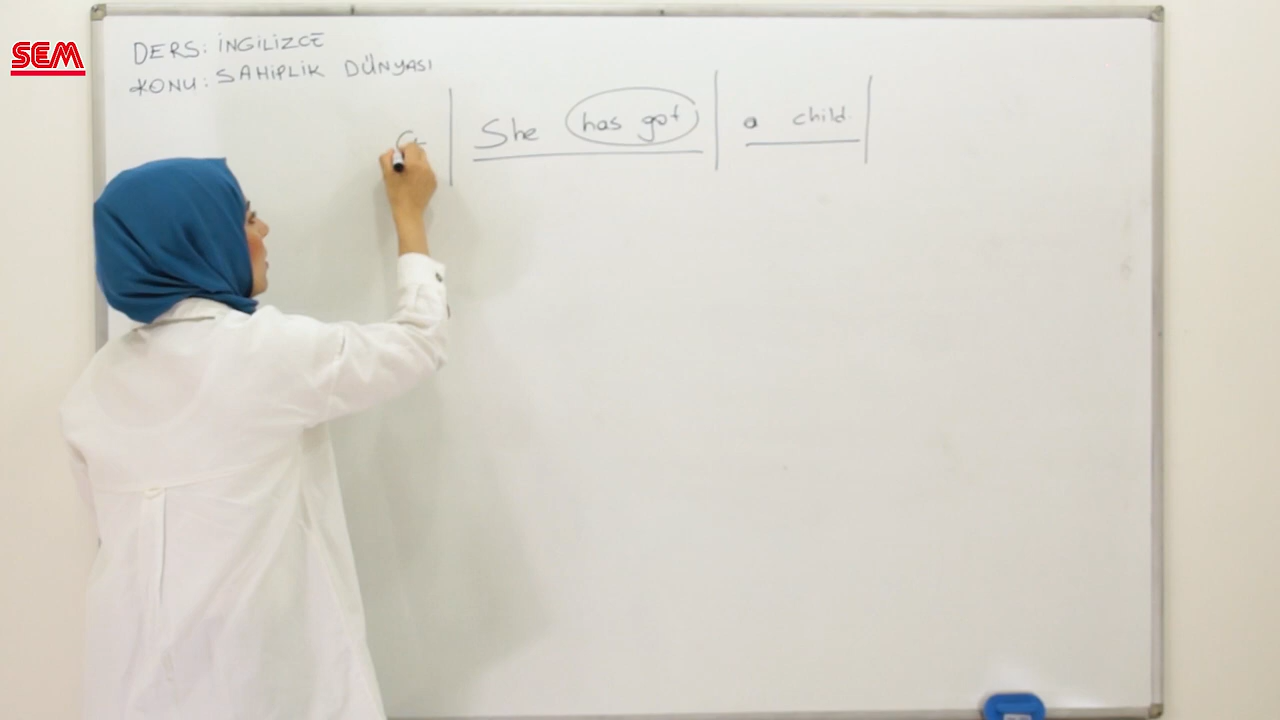 SEM
DERS: İNGİLİZCE
KONU: SAHİPLİK DÜNYASI
She has got a child.